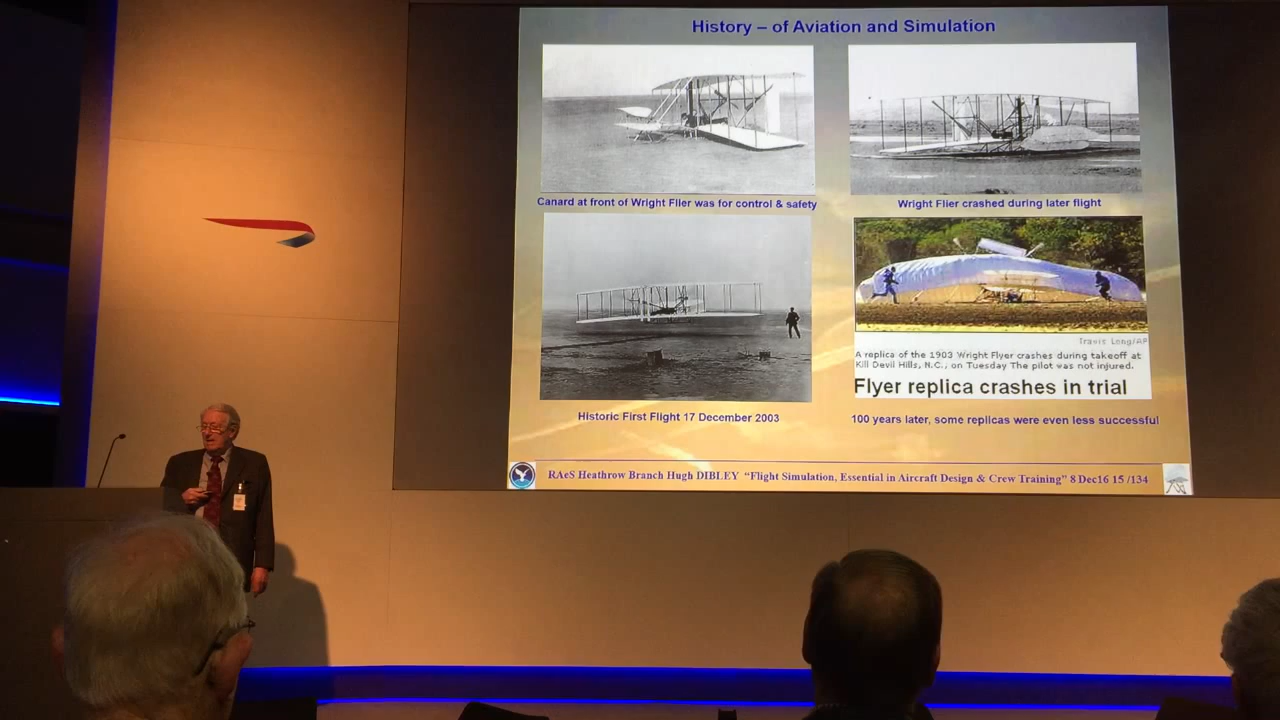 History – of Aviation and Simulation
Canard at front of Wright Flier was for control & safety
Wright Flier crashed during later flight
Travis Long/AP
A replica of the 1903 Wright Flyer crashes during takeoff at
Kill Devil Hills, N.C., on Tuesday The pilot was not injured.
Flyer replica crashes in trial
Historic First Flight 17 December 2003
100 years later, some replicas were even less successful
RAeS Heathrow Branch Hugh DIBLEY “Flight Simulation, Essential in Aircraft Design & Crew Training” 8 Dec16 15 /134